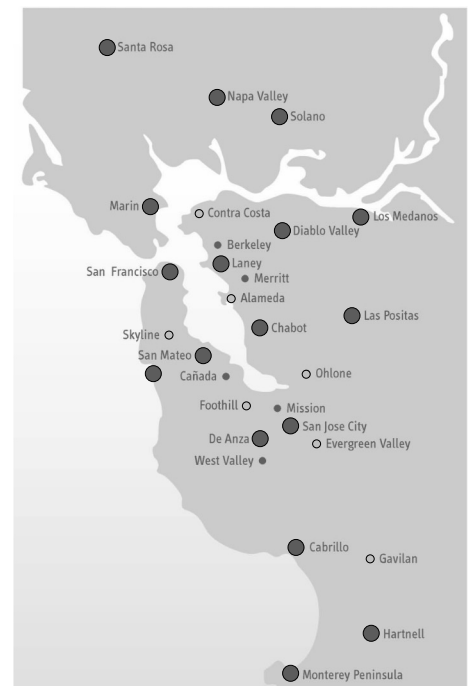 Santa Rosa
Napa Valley
Solano
Marin
Contra Costa
Los Medanos
Diablo Valley
Berkeley
San Francisco
Laney
Merritt
Alameda
Las Positas
Chabot
Skyline
San Mateo
Ohlone
Cañada
Foothill
Mission
San Jose City
De Anza
Evergreen Valley
West Valley
Cabrillo
Gavilan
Hartnell
Monterey Peninsula